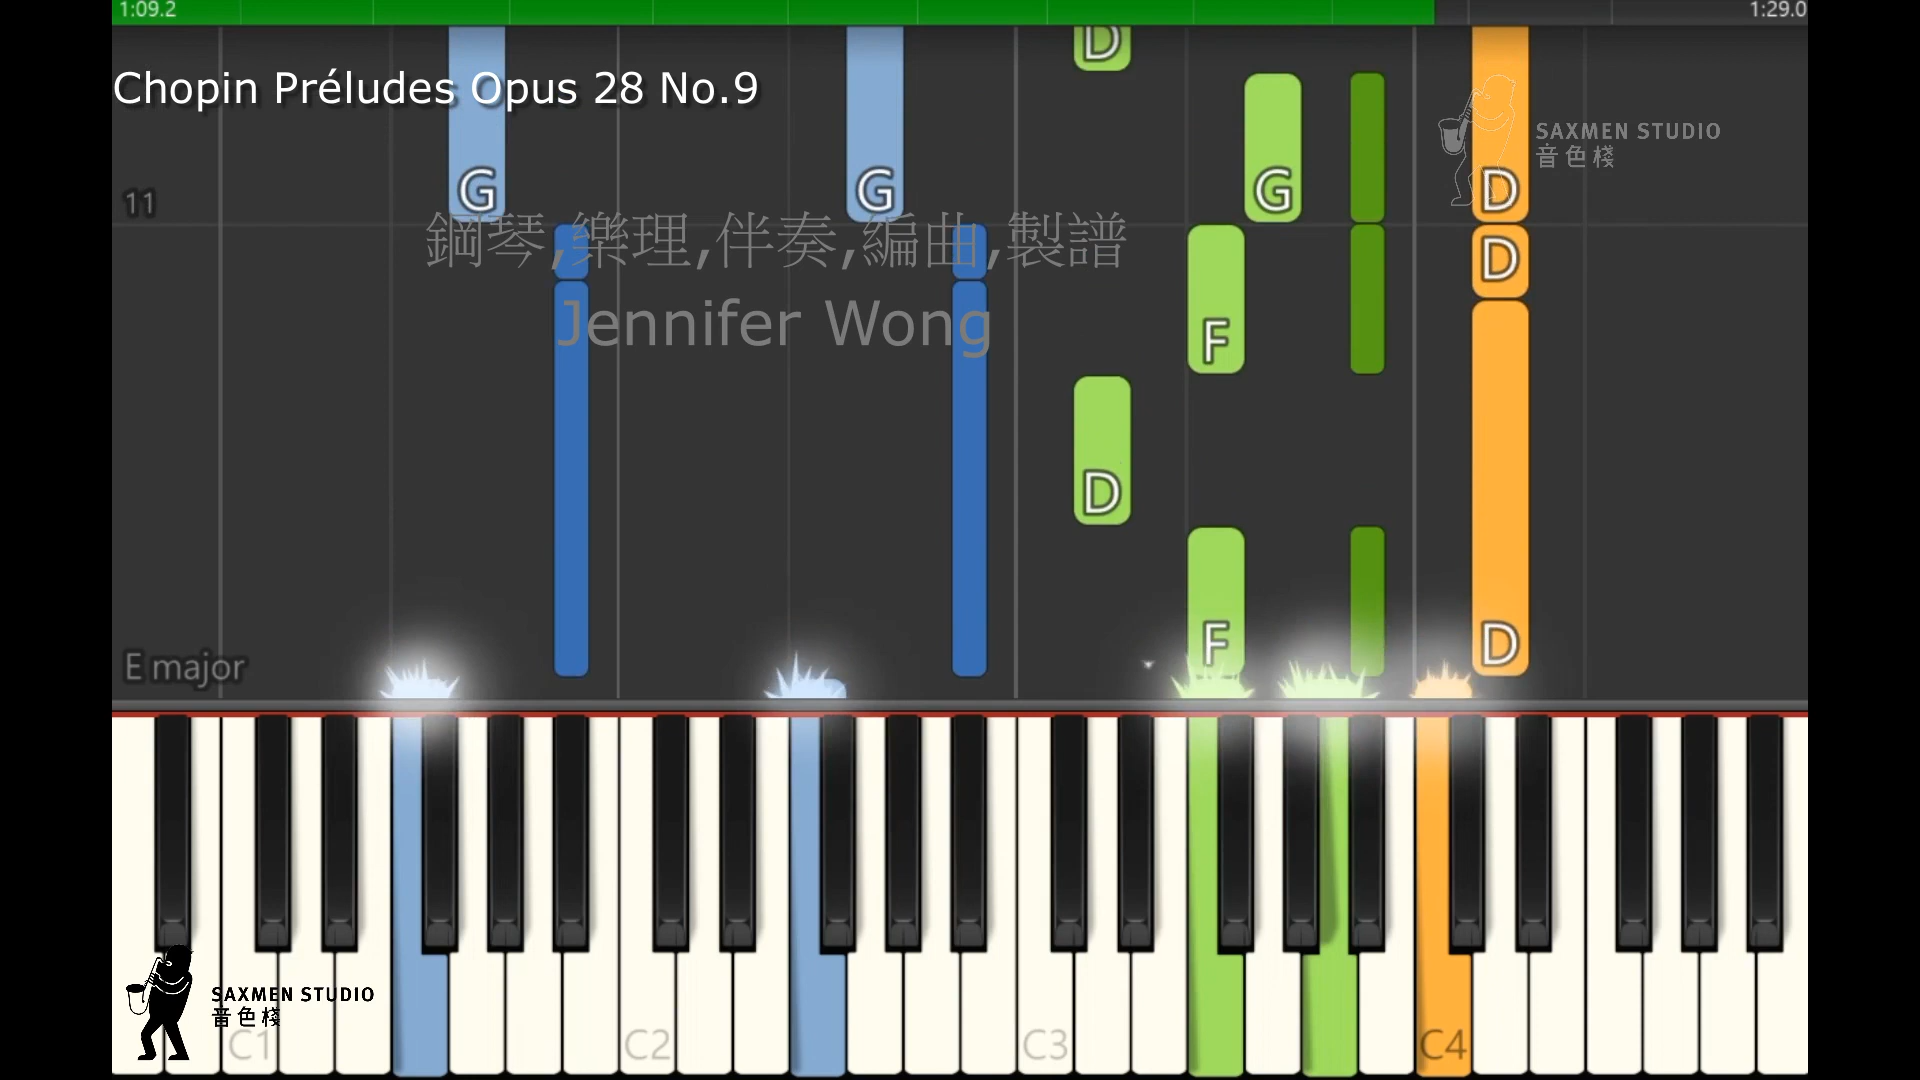 1:09.2
1:29.0
D
Chopin Préludes Opus 28 No.9
SAXMEN STUDIO
音色棧
G
G
G
D
11
鋼琴,樂理,伴奏,編曲,製譜
D
Jennifer Wong
F
D
E major
F
D
SAXMEN STUDIO
音色棧
C1
C2
C3
C4